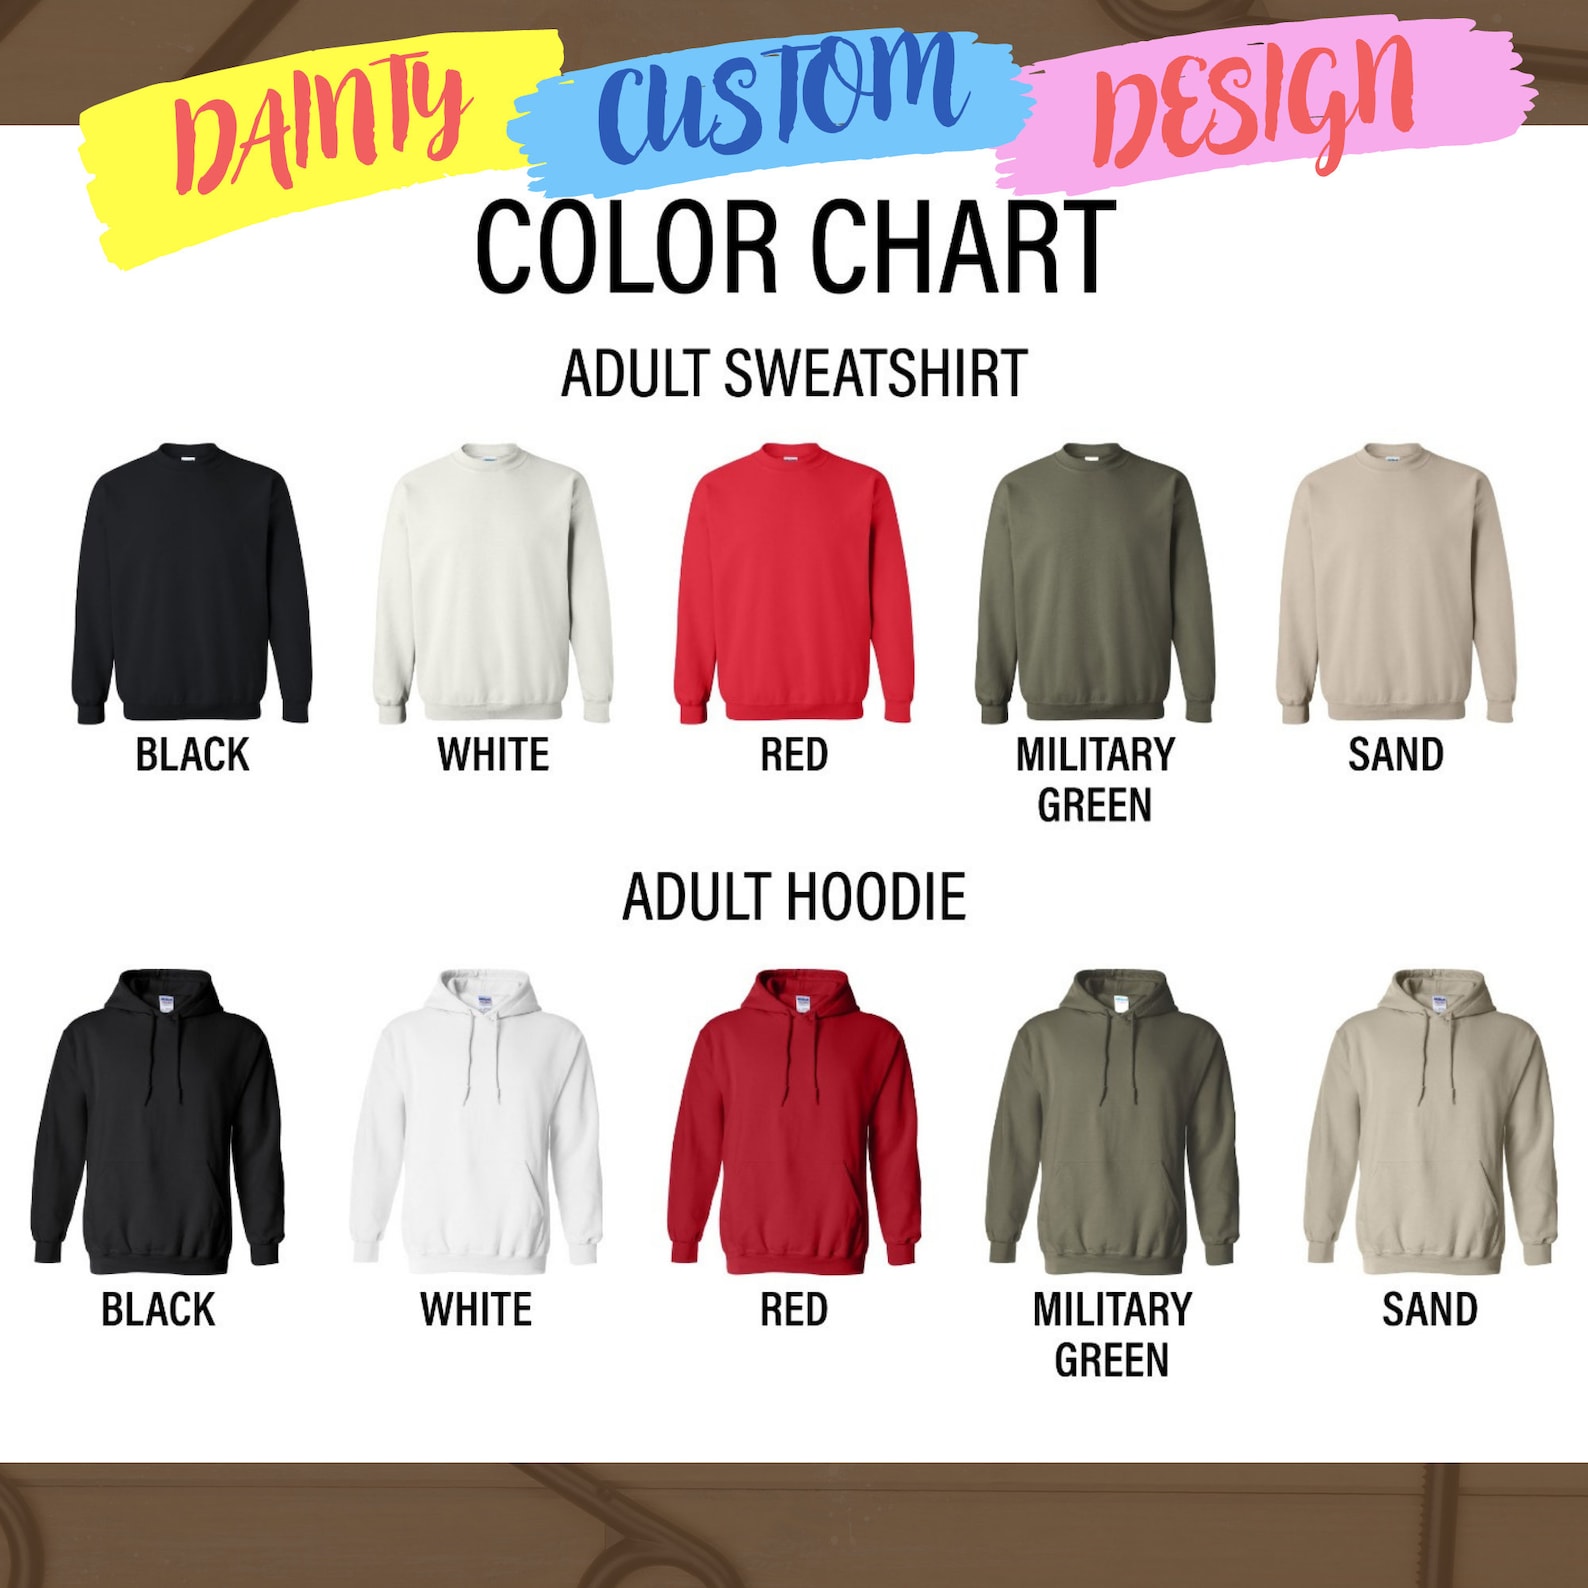 DAINTY CUSTOM DESIGN
COLOR CHART
ADULT SWEATSHIRT
BLACK WHITE RED MILITARY GREEN SAND
ADULT HOODIE
BLACK WHITE RED MILITARY GREEN SAND